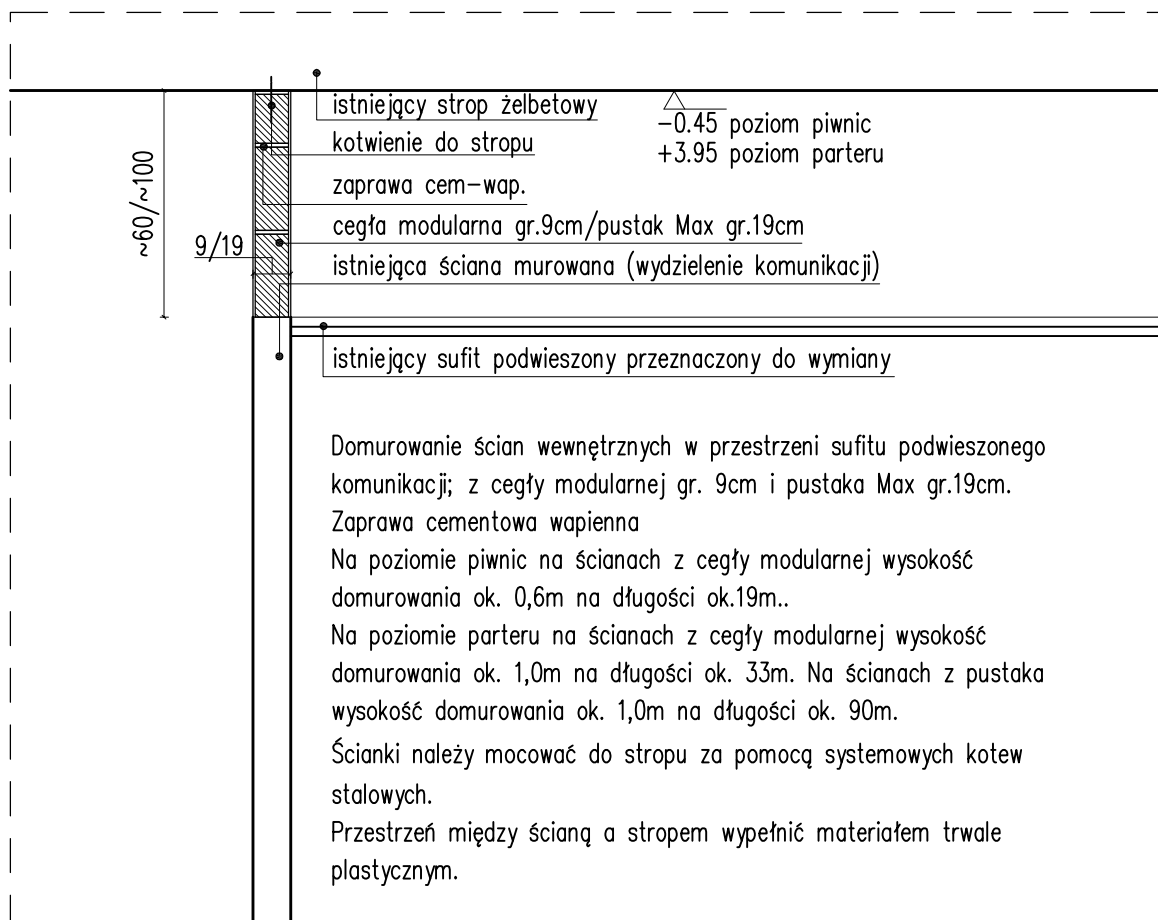 istniejący strop żelbetowy
kotwienie do stropu
zaprawa cem-wap.
cegła modularna gr.9cm/pustak Max gr.19cm
istniejąca ściana murowana (wydzielenie komunikacji)
-0.45 poziom piwnic
+3.95 poziom parteru
~60/~100
9/19
istniejący sufit podwieszony przeznaczony do wymiany
Domurowanie ścian wewnętrznych w przestrzeni sufitu podwieszonego
komunikacji; z cegły modularnej gr. 9cm i pustaka Max gr.19cm.
Zaprawa cementowa wapienna
Na poziomie piwnic na ścianach z cegły modularnej wysokość
domurowania ok. 0,6m na długości ok.19m..
Na poziomie parteru na ścianach z cegły modularnej wysokość
domurowania ok. 1,0m na długości ok. 33m. Na ścianach z pustaka
wysokość domurowania ok. 1,0m na długości ok. 90m.
Ścianki należy mocować do stropu za pomocą systemowych kotew
stalowych.
Przestrzeń między ścianą a stropem wypełnić materiałem trwale
plastycznym.